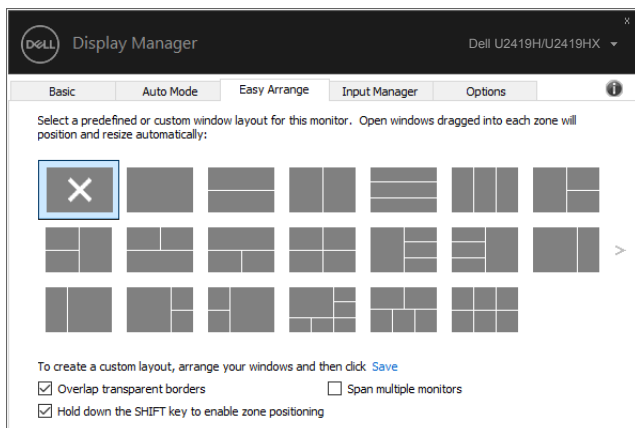 x
DELL Display Manager Dell U2419H/U2419HX
Basic Auto Mode Easy Arrange Input Manager Options
Select a predefined or custom window layout for this monitor. Open windows dragged into each zone will
position and resize automatically:
To create a custom layout, arrange your windows and then click Save
Overlap transparent borders Span multiple monitors
Hold down the SHIFT key to enable zone positioning